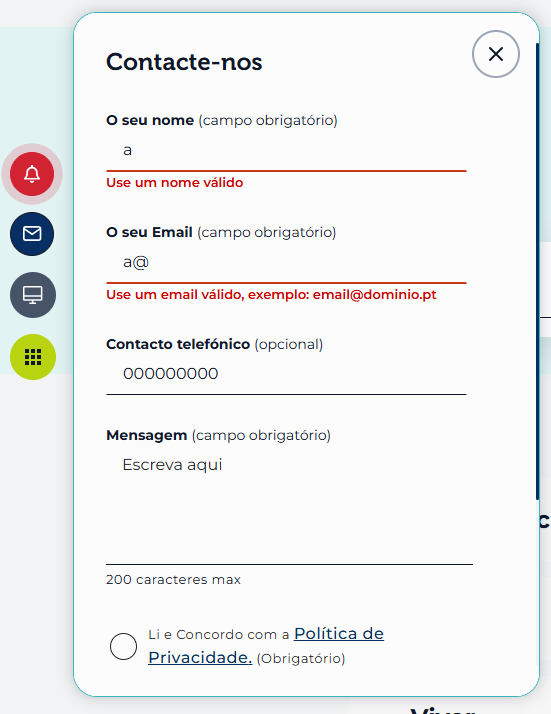 Contacte-nos
O seu nome (campo obrigatório)
a
Use um nome válido
O seu Email (campo obrigatório)
a@
Use um email válido, exemplo: email@dominio.pt
Contacto telefónico (opcional)
000000000
Mensagem (campo obrigatório)
Escreva aqui
200 caracteres max
Li e Concordo com a Política de
Privacidade. (Obrigatório)